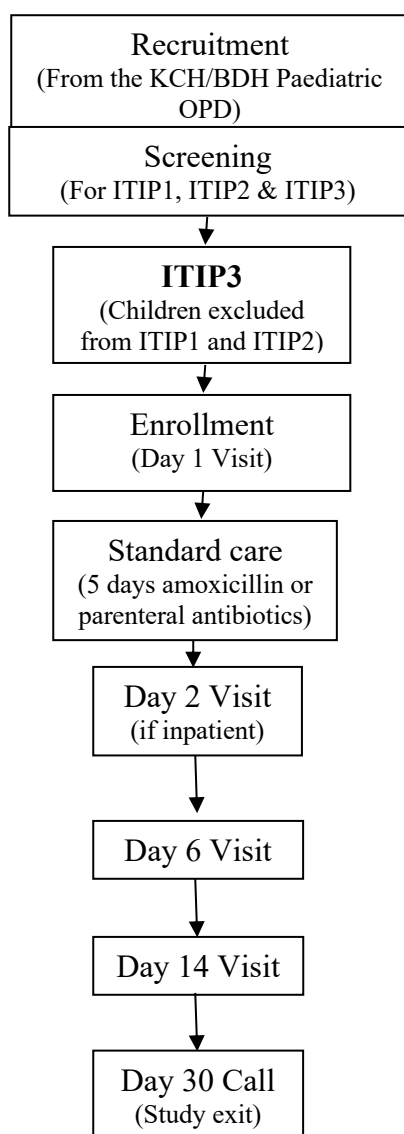 Recruitment
(From the KCH/BDH Paediatric
OPD)
Screening
(For ITIP1, ITIP2 & ITIP3)
ITIP3
(Children excluded
from ITIP1 and ITIP2)
Enrollment
(Day 1 Visit)
Standard care
(5 days amoxicillin or
parenteral antibiotics)
Day 2 Visit
(if inpatient)
Day 6 Visit
Day 14 Visit
Day 30 Call
(Study exit)